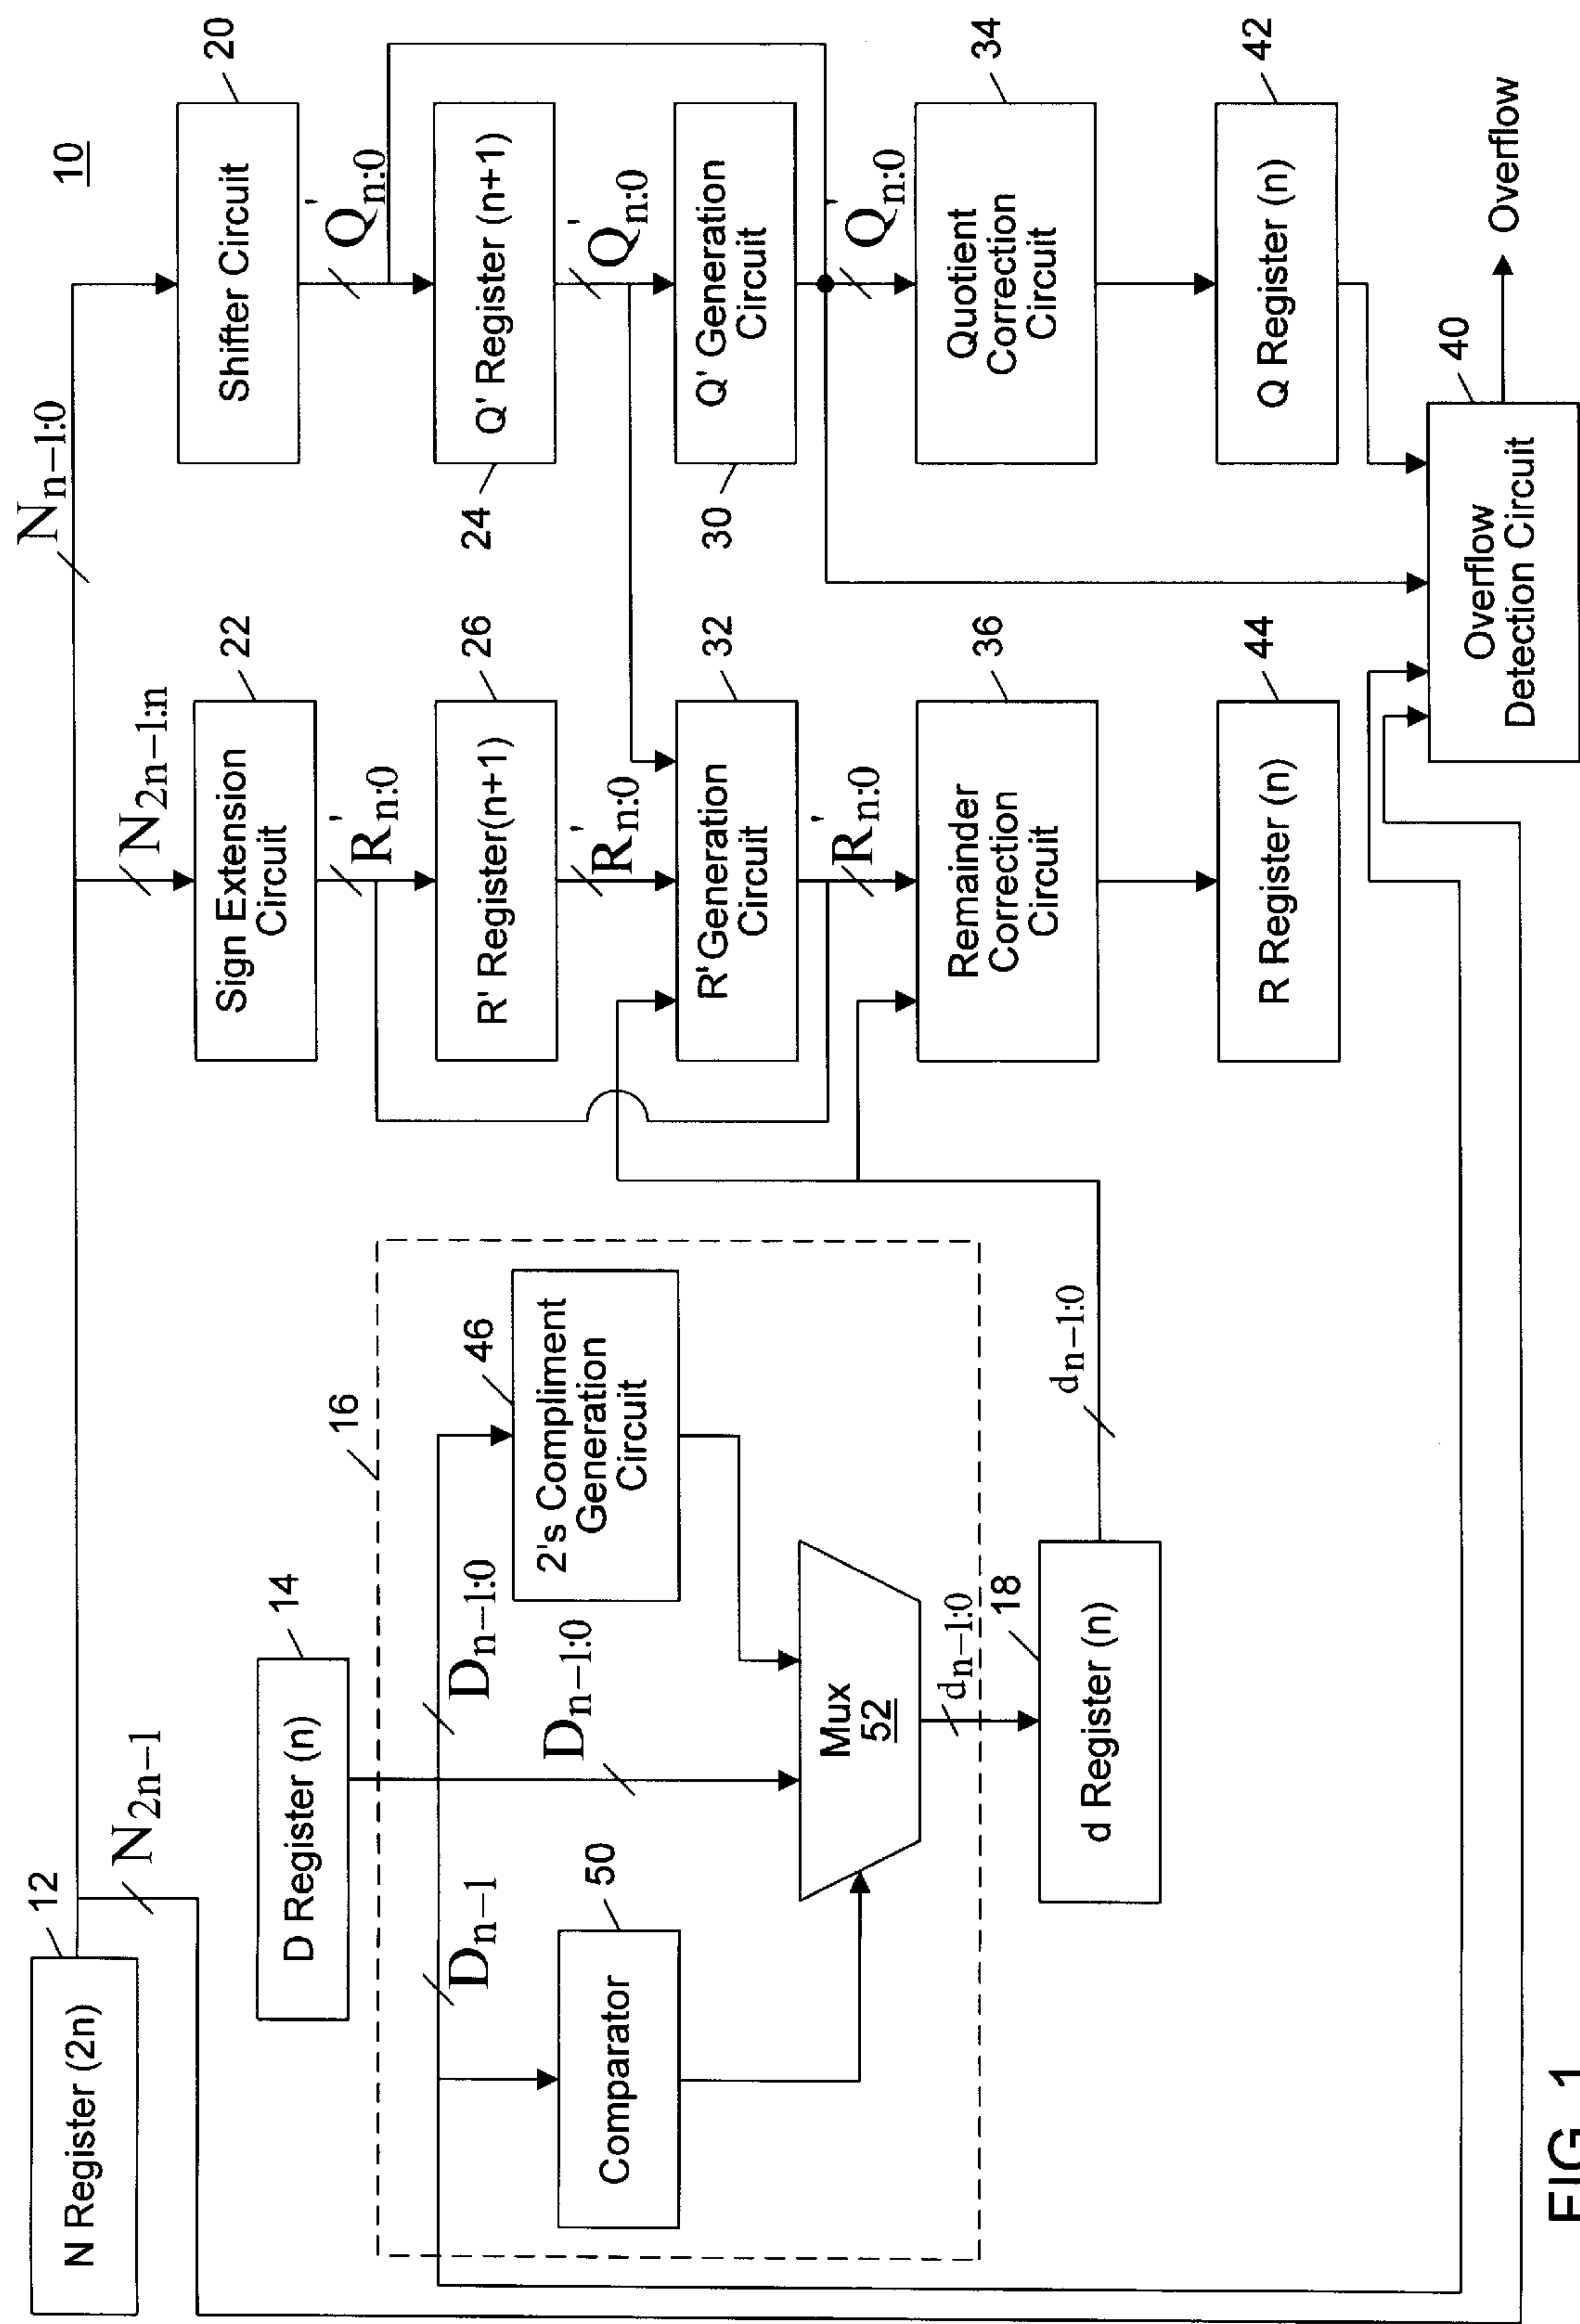 10
N Register (2n)
12
N2n−1
Nn−1:0
N2n−1:n
D Register (n)
14
16
Dn−1
Dn−1:0
Dn−1:0
Comparator
50
2's Compliment
Generation
Circuit
46
Mux
52
dn−1:0
d Register (n)
18
dn−1:0
Sign Extension
Circuit
22
R'n:0
R' Register(n+1)
26
R'n:0
R'Generation
Circuit
32
R'n:0
Remainder
Correction
Circuit
36
R Register (n)
44
Shifter Circuit
20
Q'n:0
Q' Register (n+1)
24
Q'n:0
Q' Generation
Circuit
30
Q'n:0
Quotient
Correction
Circuit
34
Q Register (n)
42
Overflow
Detection Circuit
40
Overflow
FIG. 1